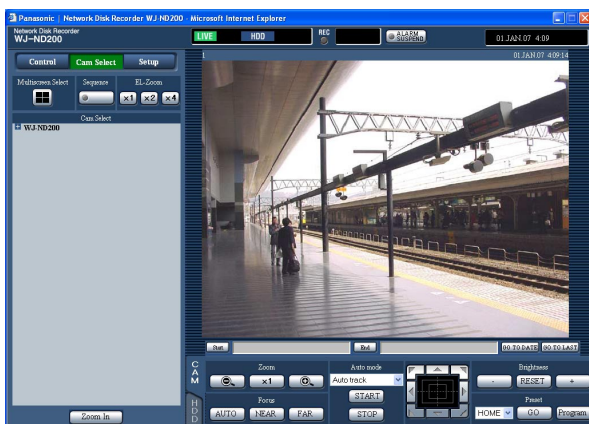 Panasonic | Network Disk Recorder WJ-ND200 - Microsoft Internet Explorer
Network Disk Recorder
WJ-ND200
LIVE HDD REC ALARM SUSPEND 01.JAN.07 4:09
Control Cam Select Setup
1 01.JAN.07 4:09:14
Multiscreen Select Sequence EL-Zoom
x1 x2 x4
Cam.Select
WJ-ND200
Start End GO TO DATE GO TO LAST
CAM
Zoom Auto mode Brightness
x1 Auto track - RESET +
START
Focus Preset
HDD
AUTO NEAR FAR STOP HOME GO Program
Zoom In